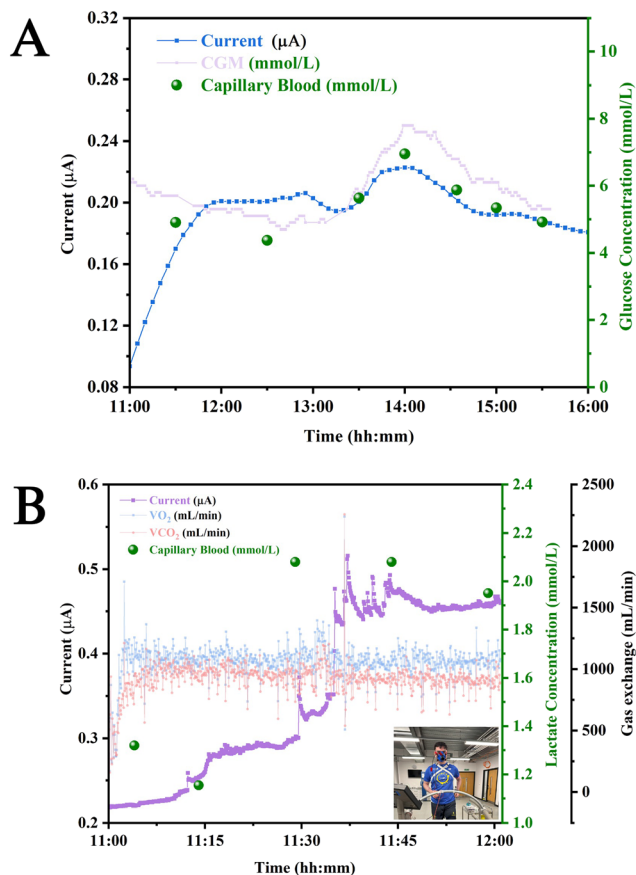 A
Current (μA)
CGM (mmol/L)
Capillary Blood (mmol/L)
0.32
0.28
0.24
0.20
0.16
0.12
0.08
Current (μA)
10
8
6
4
2
0
Glucose Concentration (mmol/L)
11:00 12:00 13:00 14:00 15:00 16:00
Time (hh:mm)
B
Current (μA)
VO2 (mL/min)
VCO2 (mL/min)
Capillary Blood (mmol/L)
0.6
0.5
0.4
0.3
0.2
Current (μA)
2.4
2.2
2.0
1.8
1.6
1.4
1.2
1.0
Lactate Concentration (mmol/L)
2500
2000
1500
1000
500
0
Gas exchange (mL/min)
11:00 11:15 11:30 11:45 12:00
Time (hh:mm)